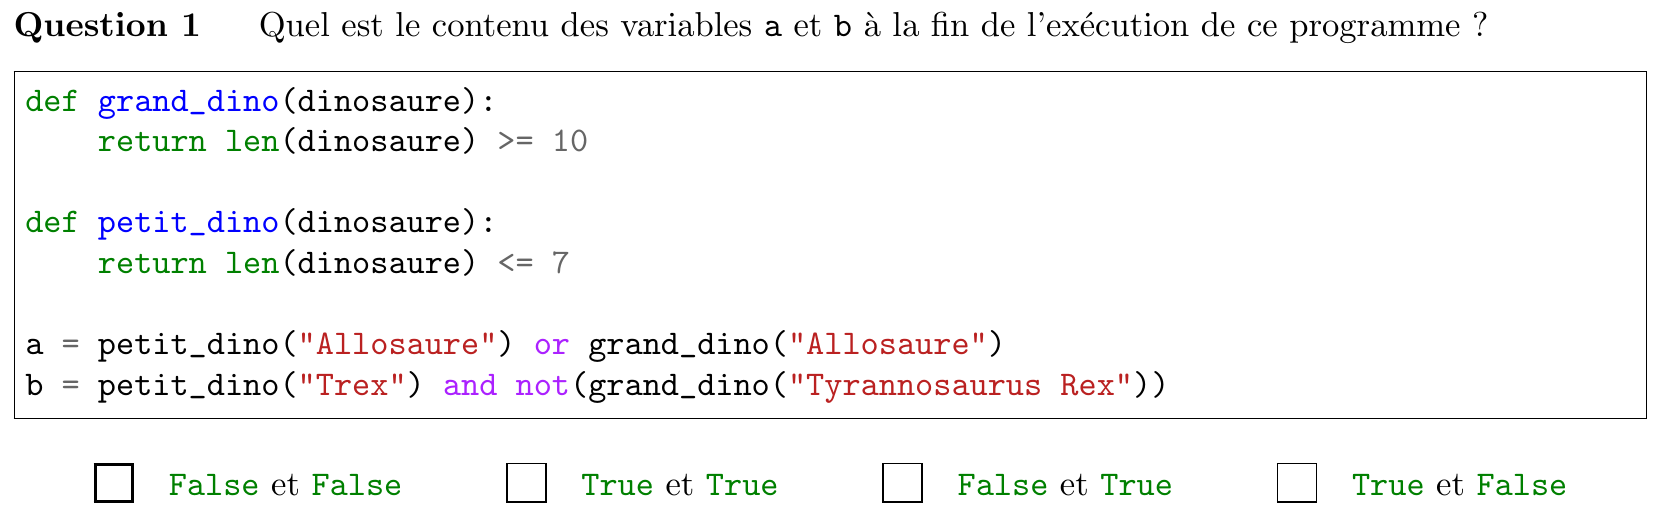 Question 1 Quel est le contenu des variables a et b à la fin de l'exécution de ce programme ?
def grand_dino(dinosaure):
    return len(dinosaure) >= 10
def petit_dino(dinosaure):
    return len(dinosaure) <= 7
a = petit_dino("Allosaure") or grand_dino("Allosaure")
b = petit_dino("Trex") and not(grand_dino("Tyrannosaurus Rex"))
False et False True et True False et True True et False